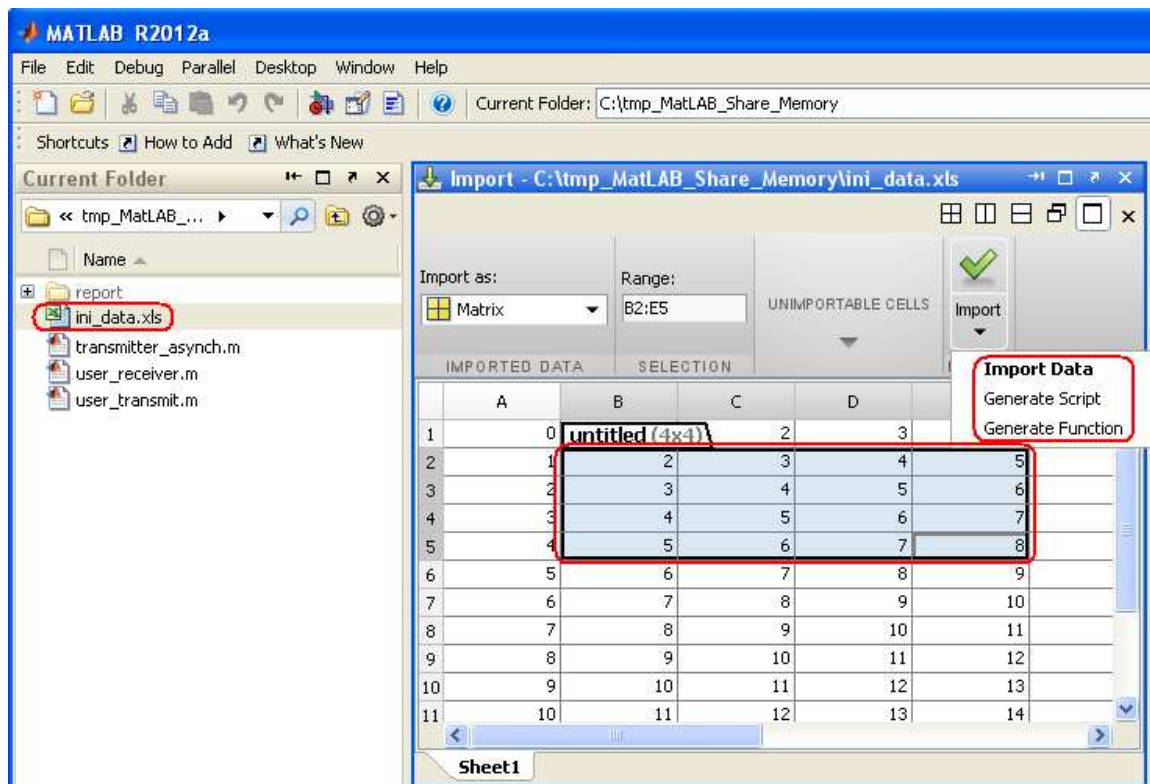 MATLAB R2012a
File Edit Debug Parallel Desktop Window Help
Current Folder: C:\tmp_MatLAB_Share_Memory
Shortcuts How to Add What's New
Current Folder
« tmp_MatLAB_...
Name
report
ini_data.xls
transmitter_asynch.m
user_receiver.m
user_transmit.m
Import - C:\tmp_MatLAB_Share_Memory\ini_data.xls
Import as:
Matrix
IMPORTED DATA
Range:
B2:E5
SELECTION
UNIMPORTABLE CELLS
Import
Import Data
Generate Script
Generate Function
A B C D
1 0 untitled (4x4) 2 3
2 1 2 3 4 5
3 2 3 4 5 6
4 3 4 5 6 7
5 4 5 6 7 8
6 5 6 7 8 9
7 6 7 8 9 10
8 7 8 9 10 11
9 8 9 10 11 12
10 9 10 11 12 13
11 10 11 12 13 14
Sheet1